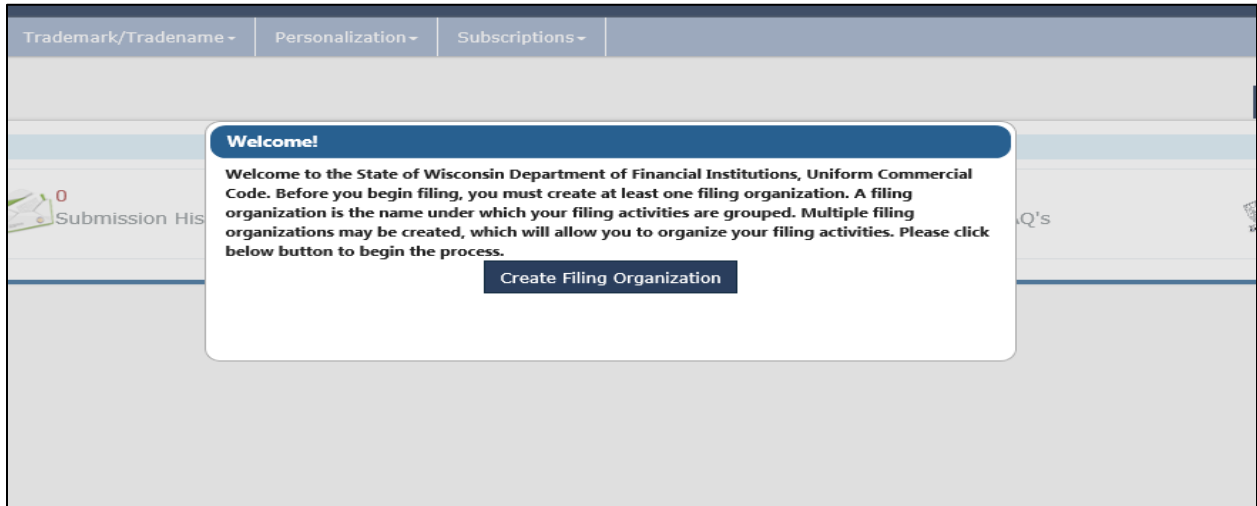 Trademark/Tradename Personalization Subscriptions
Welcome!
Welcome to the State of Wisconsin Department of Financial Institutions, Uniform Commercial
Code. Before you begin filing, you must create at least one filing organization. A filing
organization is the name under which your filing activities are grouped. Multiple filing
organizations may be created, which will allow you to organize your filing activities. Please click
below button to begin the process.
Create Filing Organization
0
Submission His
Q's